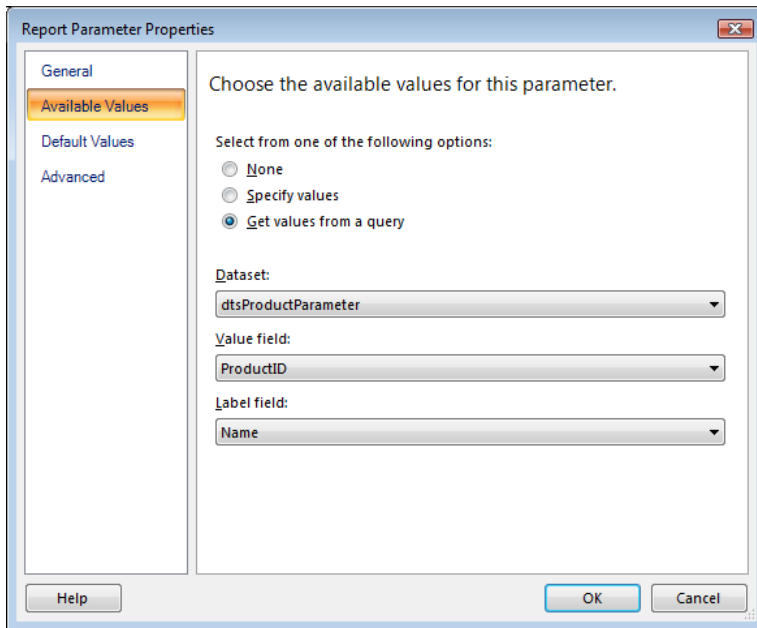 Report Parameter Properties
General
Available Values
Default Values
Advanced
Choose the available values for this parameter.
Select from one of the following options:
None
Specify values
Get values from a query
Dataset:
dtsProductParameter
Value field:
ProductID
Label field:
Name
Help
OK
Cancel